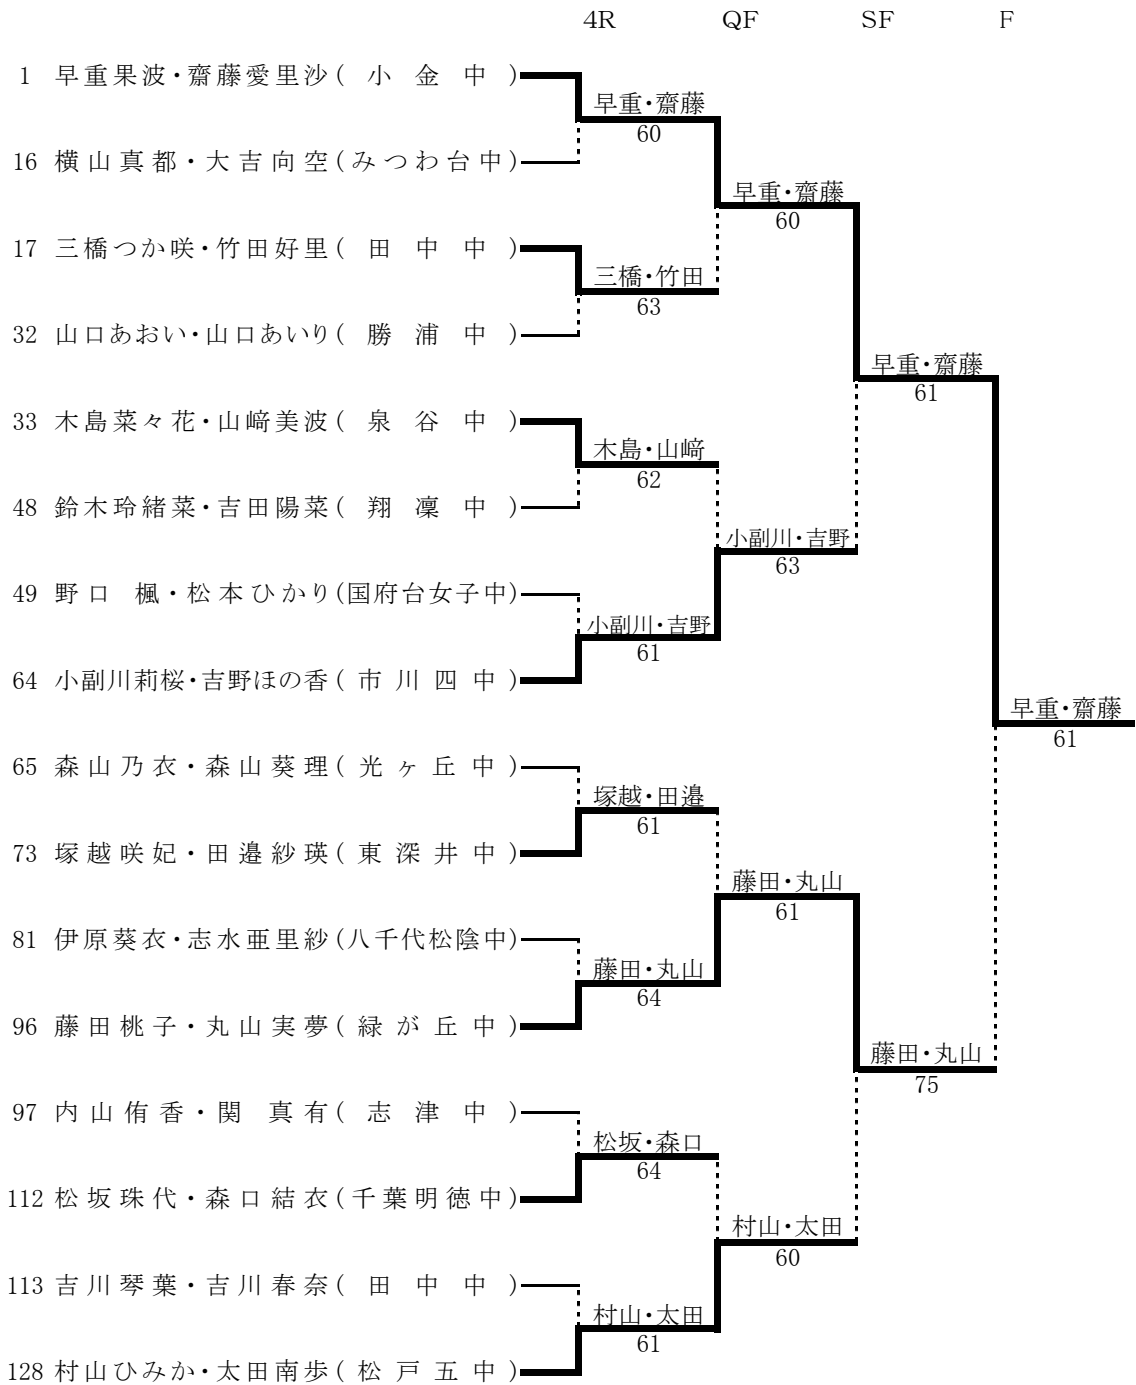 4R QF SF F
1 早重果波・齋藤愛里沙(小金中)
早重・齋藤
60
16 横山真都・大吉向空(みつわ台中)
早重・齋藤
60
17 三橋つか咲・竹田好里(田中中)
三橋・竹田
63
32 山口あおい・山口あいり(勝浦中)
早重・齋藤
61
33 木島菜々花・山﨑美波(泉谷中)
木島・山﨑
62
48 鈴木玲緒菜・吉田陽菜(翔凜中)
小副川・吉野
63
49 野口 楓・松本ひかり(国府台女子中)
小副川・吉野
61
64 小副川莉桜・吉野ほの香(市川四中)
早重・齋藤
61
65 森山乃衣・森山葵理(光ヶ丘中)
塚越・田邉
61
73 塚越咲妃・田邉紗瑛(東深井中)
藤田・丸山
61
81 伊原葵衣・志水亜里紗(八千代松陰中)
藤田・丸山
64
96 藤田桃子・丸山実夢(緑が丘中)
藤田・丸山
75
97 内山侑香・関 真有(志津中)
松坂・森口
64
112 松坂珠代・森口結衣(千葉明徳中)
村山・太田
60
113 吉川琴葉・吉川春奈(田中中)
村山・太田
61
128 村山ひみか・太田南歩(松戸五中)